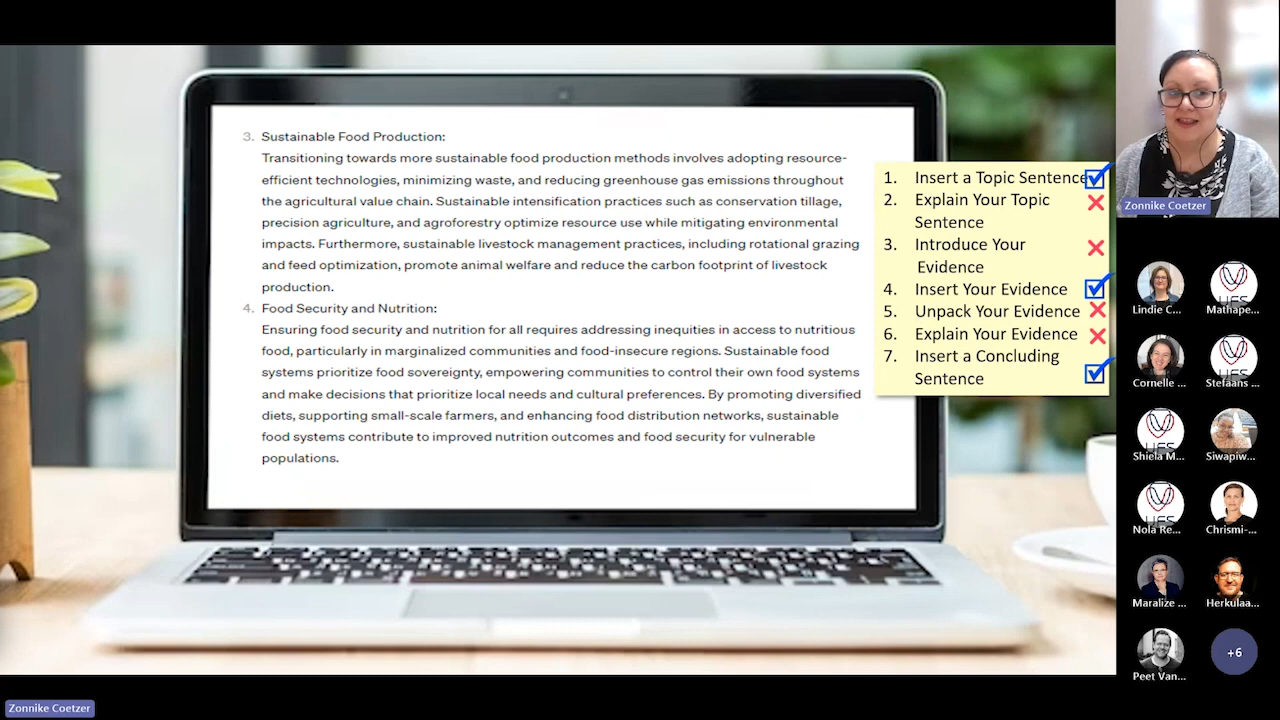 3. Sustainable Food Production:
Transitioning towards more sustainable food production methods involves adopting resource-
efficient technologies, minimizing waste, and reducing greenhouse gas emissions throughout
the agricultural value chain. Sustainable intensification practices such as conservation tillage,
precision agriculture, and agroforestry optimize resource use while mitigating environmental
impacts. Furthermore, sustainable livestock management practices, including rotational grazing
and feed optimization, promote animal welfare and reduce the carbon footprint of livestock
production.
4. Food Security and Nutrition:
Ensuring food security and nutrition for all requires addressing inequities in access to nutritious
food, particularly in marginalized communities and food-insecure regions. Sustainable food
systems prioritize food sovereignty, empowering communities to control their own food systems
and make decisions that prioritize local needs and cultural preferences. By promoting diversified
diets, supporting small-scale farmers, and enhancing food distribution networks, sustainable
food systems contribute to improved nutrition outcomes and food security for vulnerable
populations.
1. Insert a Topic Sentence
2. Explain Your Topic
Sentence
3. Introduce Your
Evidence
4. Insert Your Evidence
5. Unpack Your Evidence
6. Explain Your Evidence
7. Insert a Concluding
Sentence
Zonnike Coetzer
UFS
Lindie C...
Mathape...
UFS
Cornelle ...
Stefaans ...
UFS
Shiela M...
Siwapiw...
UFS
Nola Re...
Chrismi-...
Maralize ...
Herkulaa...
Peet Van...
+6
Zonnike Coetzer